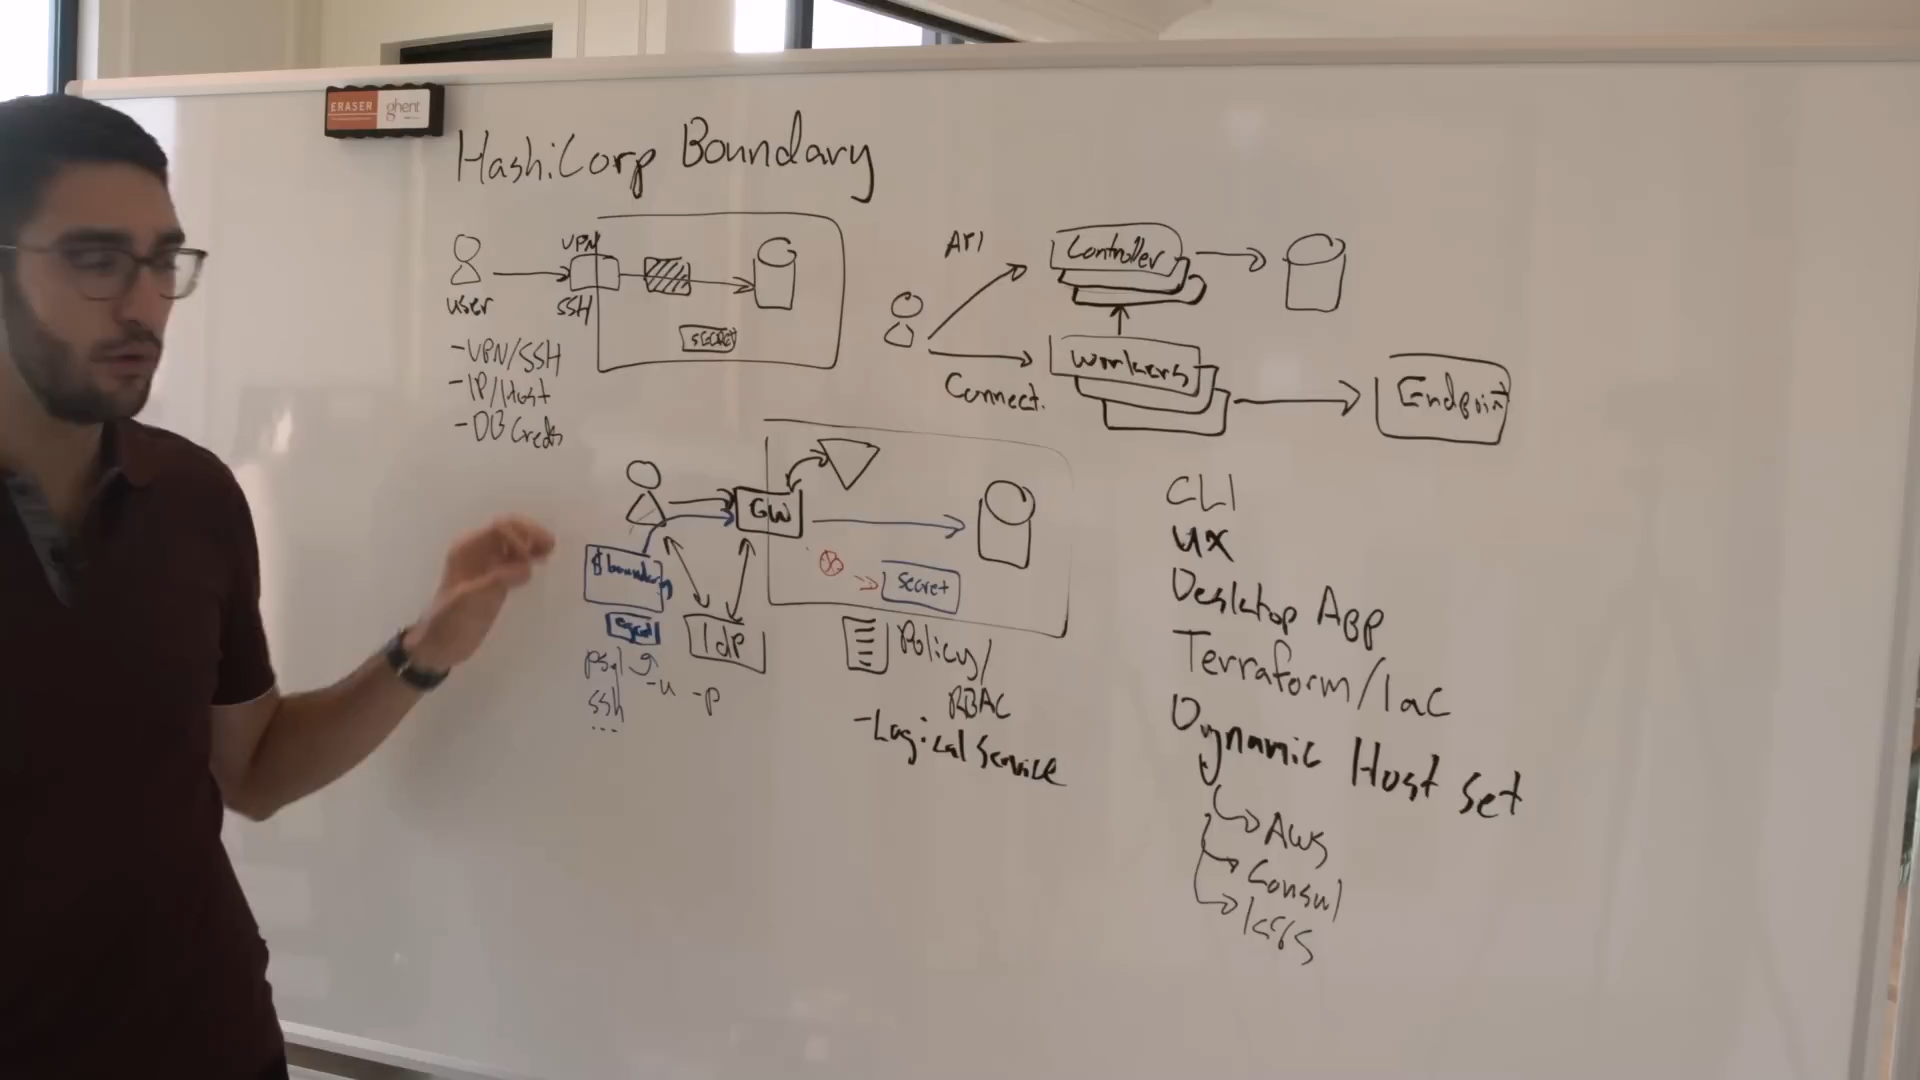 ERASER
ghent
HashiCorp Boundary
user
VPN
SSH
SECRET
-VPN/SSH
-IP/Host
-DB Creds
API
Controller
Connect.
Workers
Endpoint
GW
$ boundary
Secret
IdP
psql
-u -p
ssh
...
Policy/
RBAC
-Logical Service
CLI
UX
Desktop App
Terraform/IaC
Dynamic Host Set
AWS
Consul
K8S